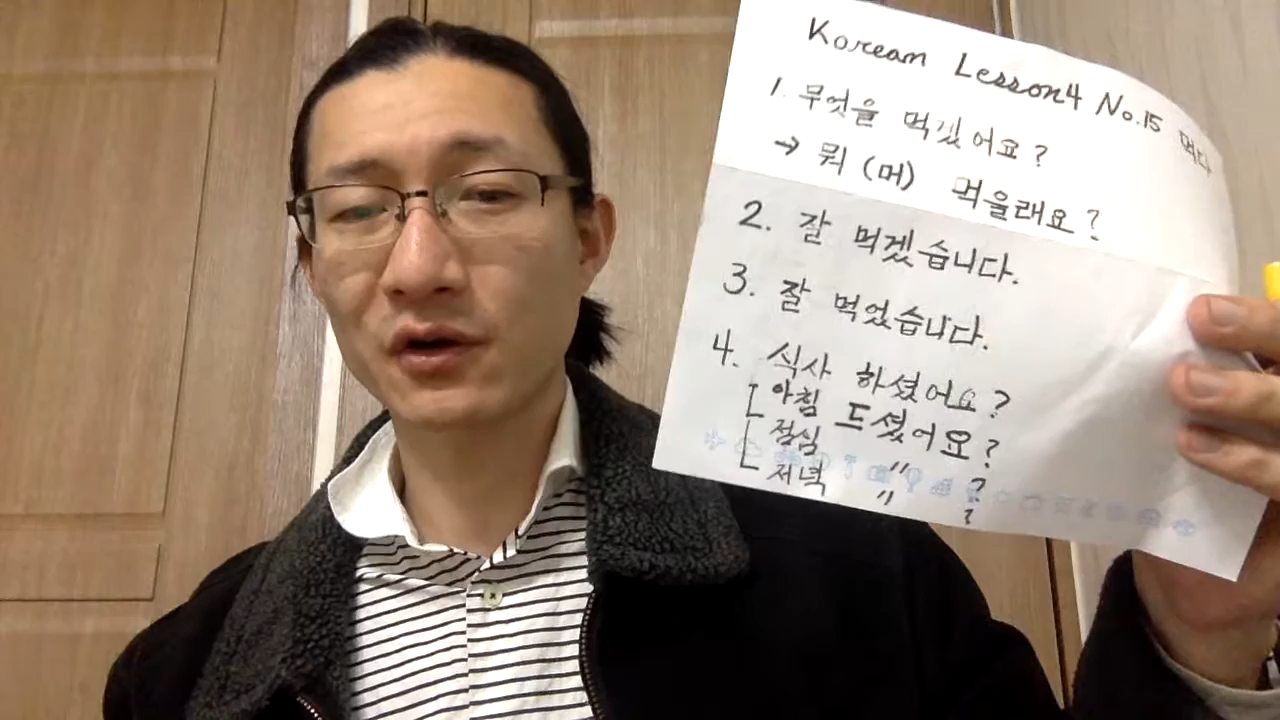 Korean Lesson4 No.15 먹다
1. 무엇을 먹겠어요?
→ 뭐 (머) 먹을래요?
2. 잘 먹겠습니다.
3. 잘 먹었습니다.
4. 식사 하셨어요?
아침 드셨어요?
점심 〃 ?
저녁 〃 ?